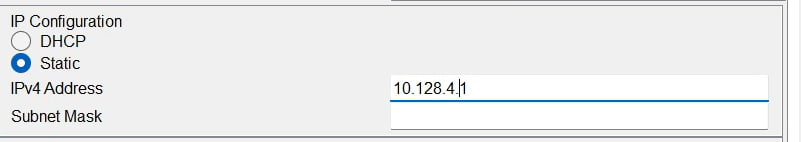 IP Configuration
DHCP
Static
IPv4 Address 10.128.4.1
Subnet Mask